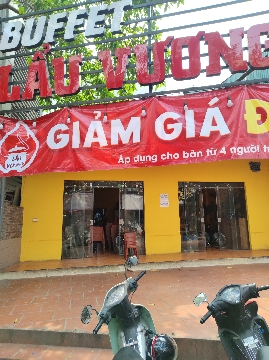 BUFFET
LẨU VƯƠNG
GIẢM GIÁ
Áp dụng cho bàn từ 4 người